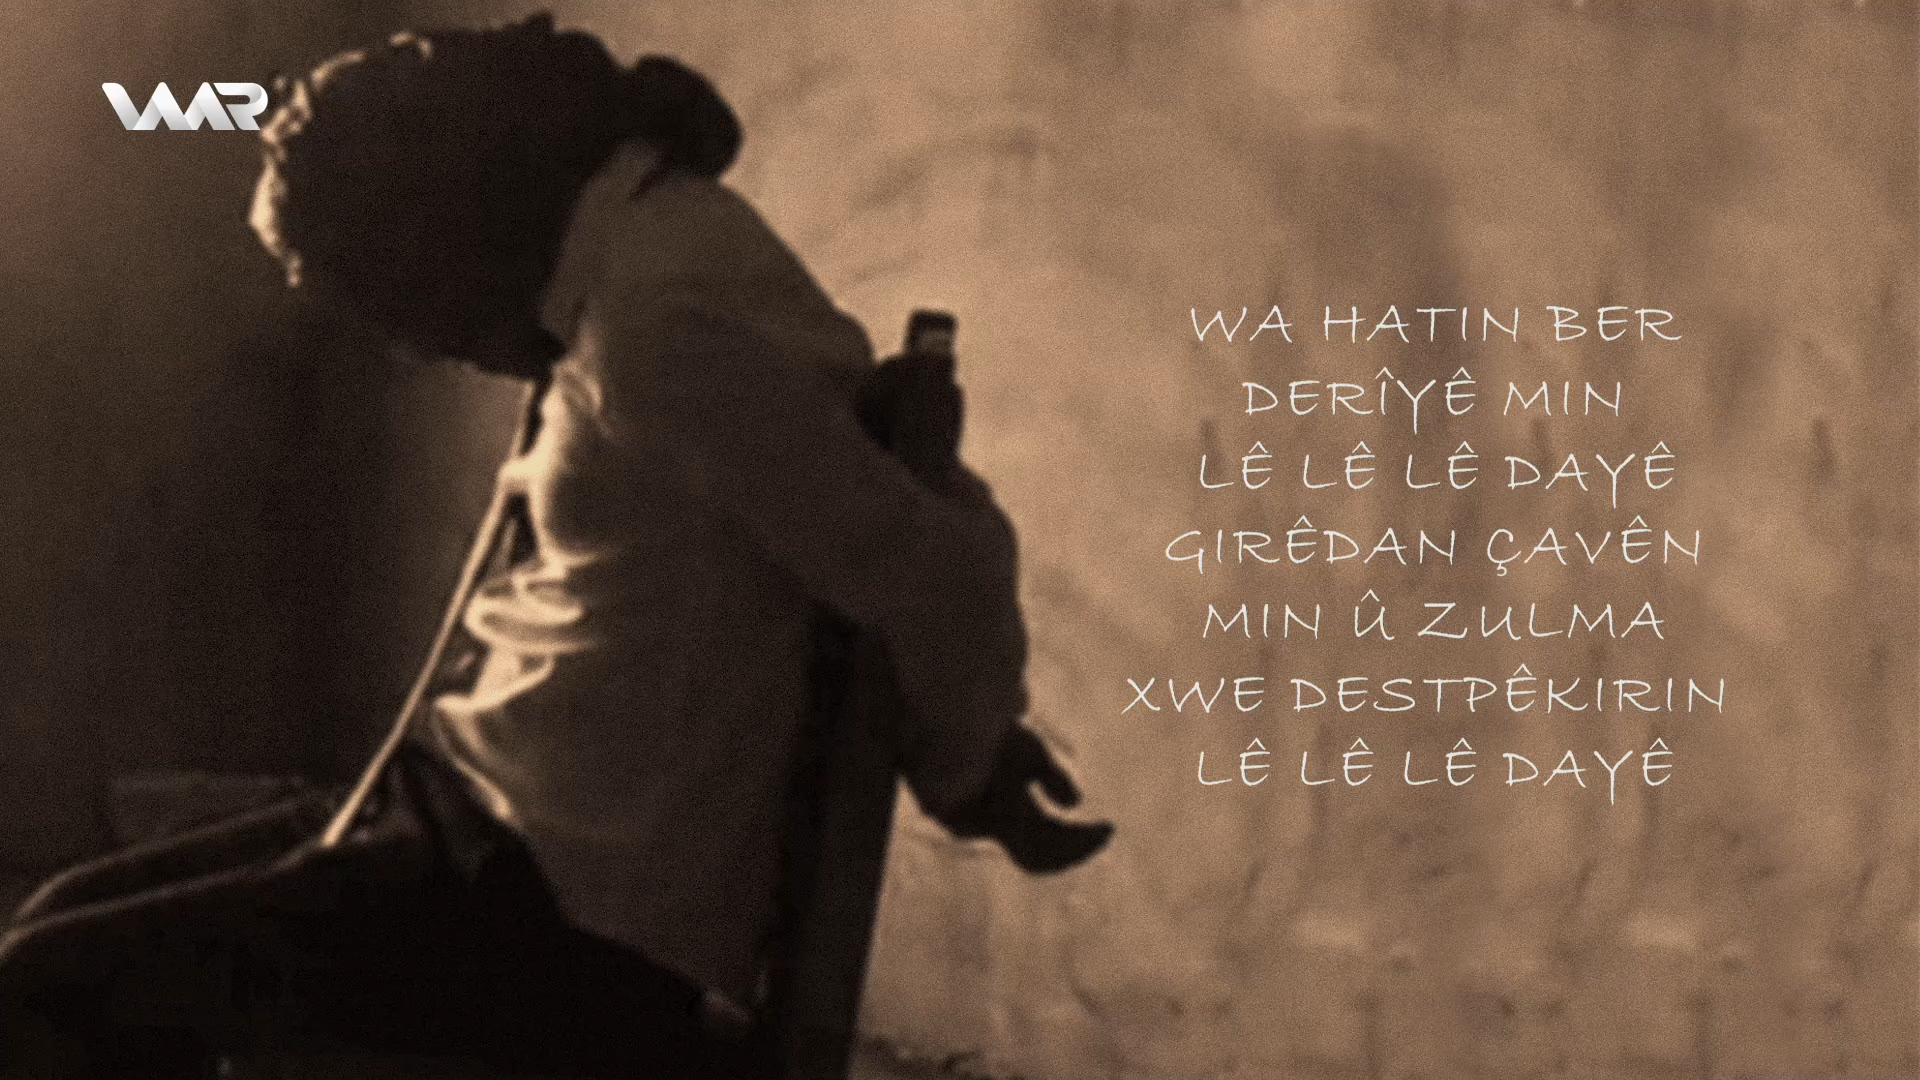 VAAR
WA HATIN BER
DERÎYÊ MIN
LÊ LÊ LÊ DAYÊ
GIRÊDAN ÇAVÊN
MIN Û ZULMA
XWE DESTPÊKIRIN
LÊ LÊ LÊ DAYÊ